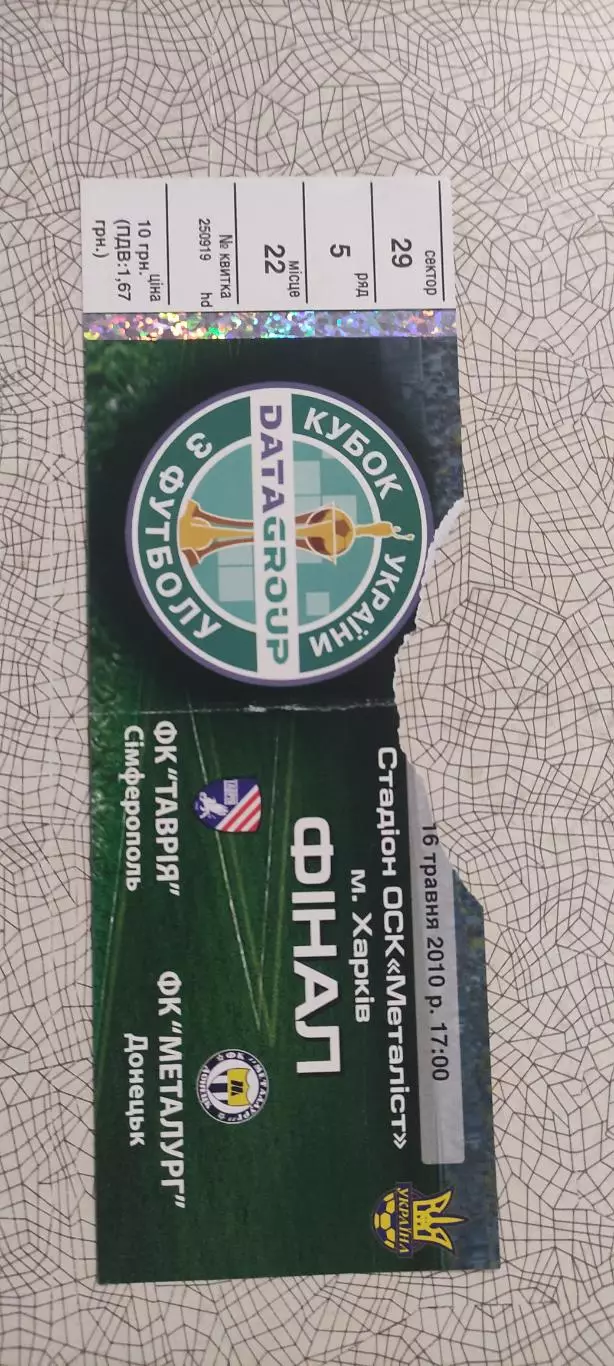 сектор
29
ряд
5
місце
22
№ квитка
250919 hd
ціна
10 грн.
(ПДВ:1,67
грн.)
КУБОК УКРАЇНИ
З ФУТБОЛУ
DATAGROUP
16 травня 2010 р. 17:00
Стадіон ОСК«Металіст»
м. Харків
ФІНАЛ
ФК "ТАВРІЯ"
Сімферополь
ФК "МЕТАЛУРГ"
Донецьк
УКРАЇНА